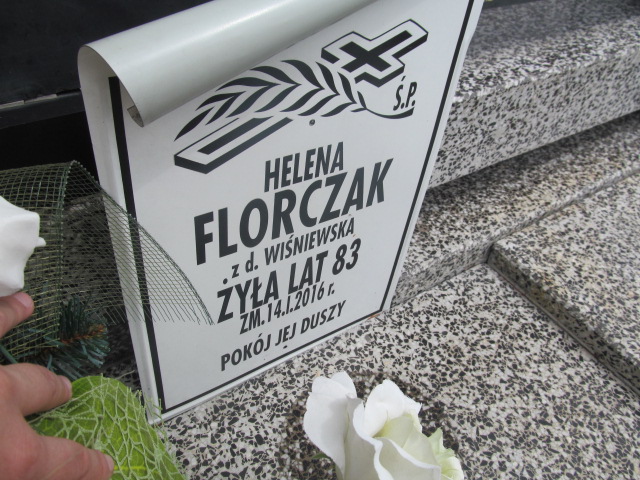 Ś.P.
HELENA
FLORCZAK
z d. WIŚNIEWSKA
ŻYŁA LAT 83
ZM.14.I.2016 r.
POKÓJ JEJ DUSZY